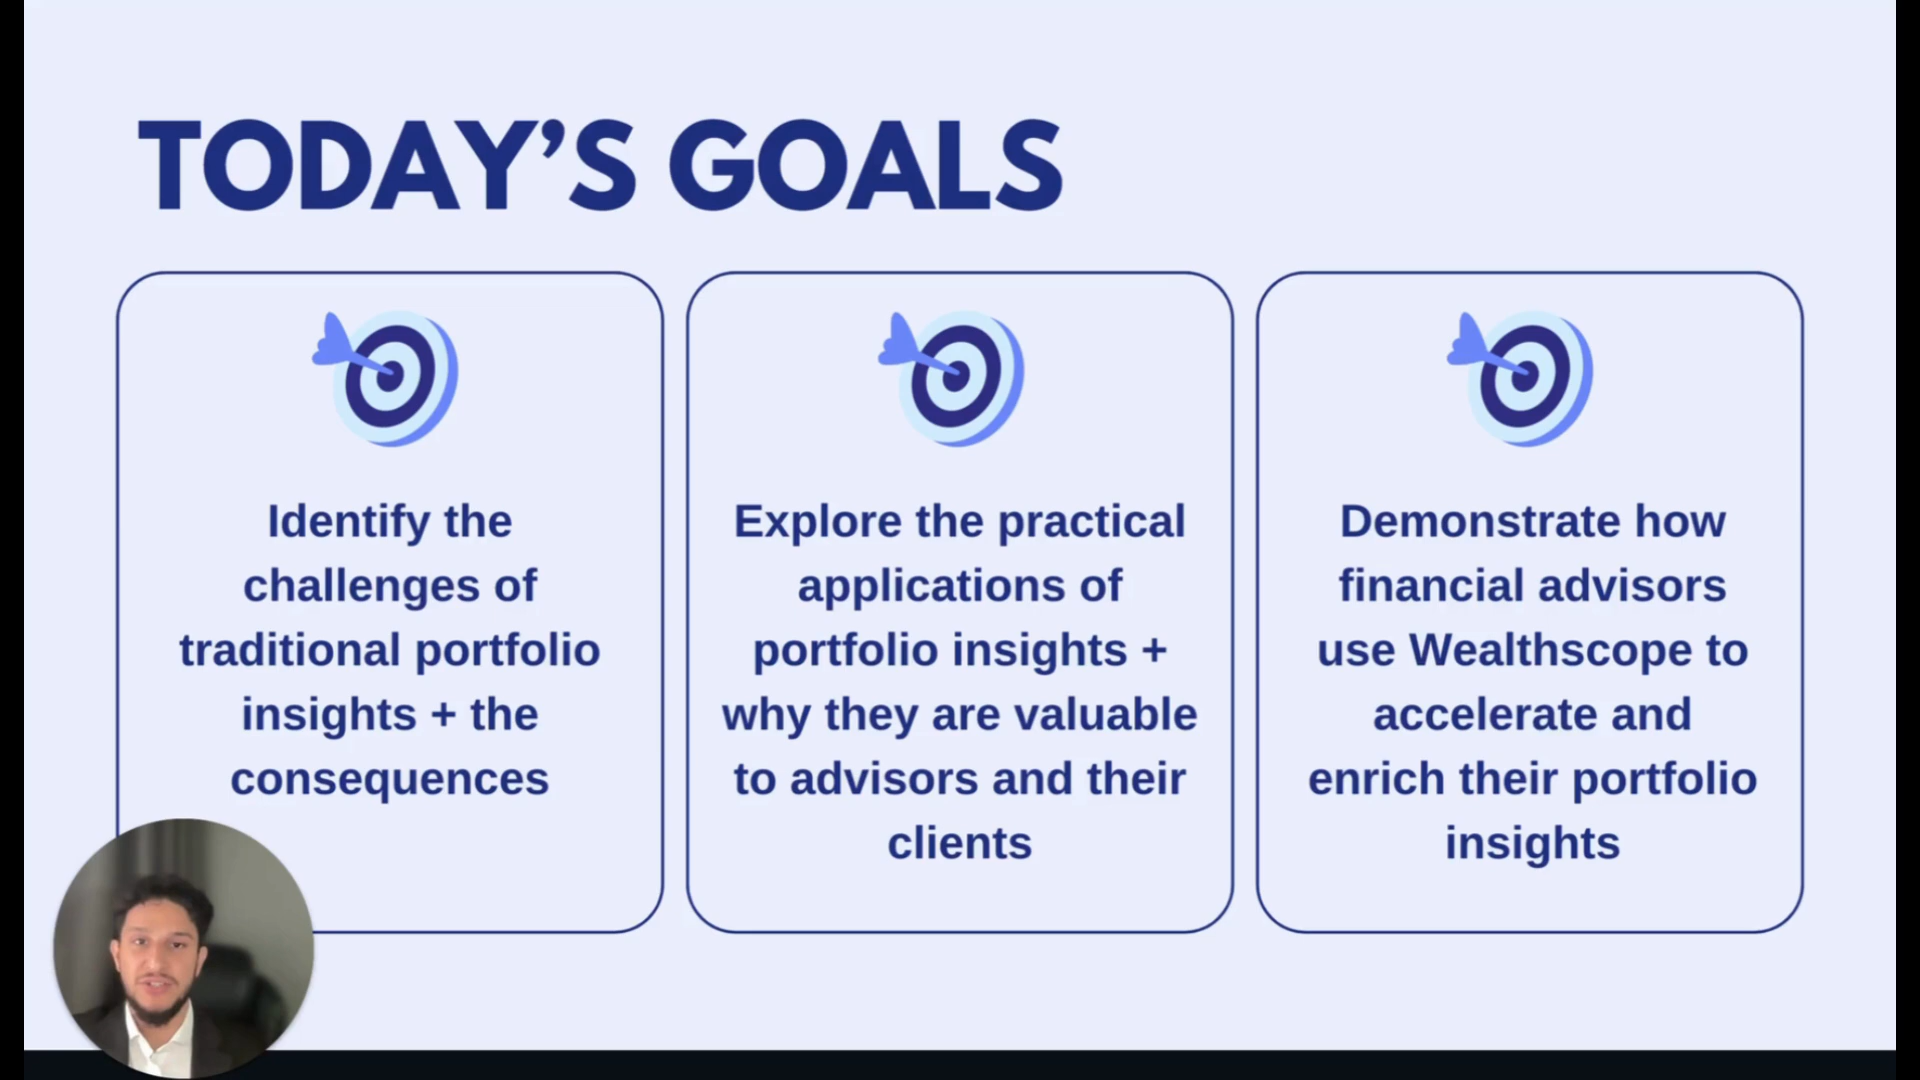 TODAY’S GOALS
Identify the
challenges of
traditional portfolio
insights + the
consequences
Explore the practical
applications of
portfolio insights +
why they are valuable
to advisors and their
clients
Demonstrate how
financial advisors
use Wealthscope to
accelerate and
enrich their portfolio
insights